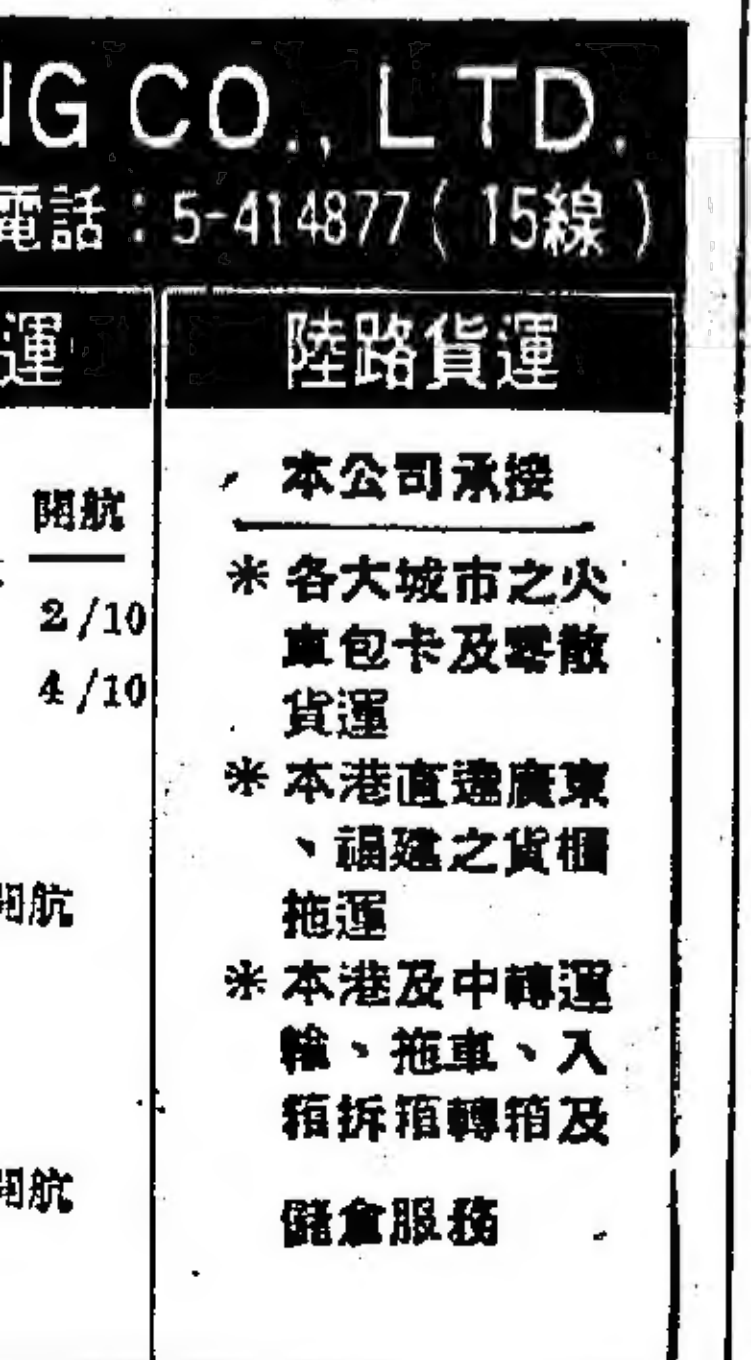 NG CO., LTD.
電話：5-414877（15線）
運
陸路貨運
開航
2/10
4/10
開航
開航
本公司承接
＊各大城市之火
車包卡及零散
貨運
＊本港直達廣東
、福建之貨櫃
拖運
＊本港及中轉運
輸、拖車、入
箱拆箱轉箱及
儲倉服務